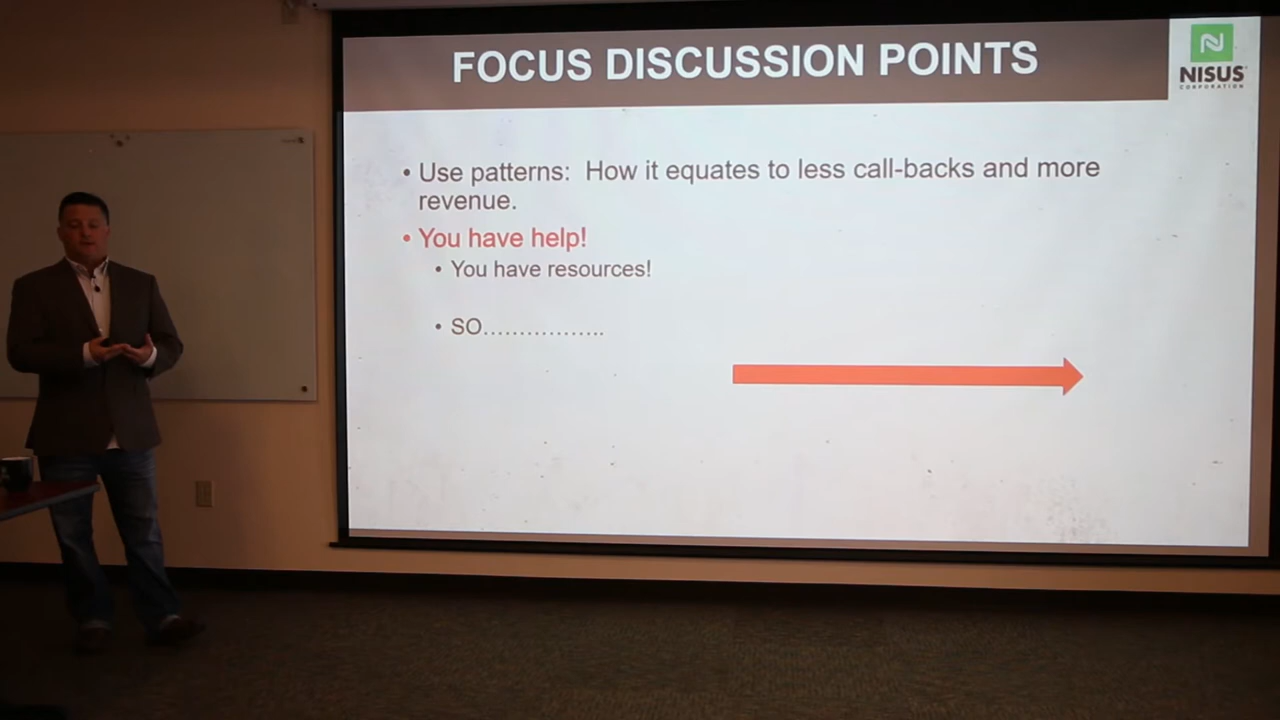 FOCUS DISCUSSION POINTS
NISUS
CORPORATION
• Use patterns: How it equates to less call-backs and more
revenue.
• You have help!
• You have resources!
• SO……………..